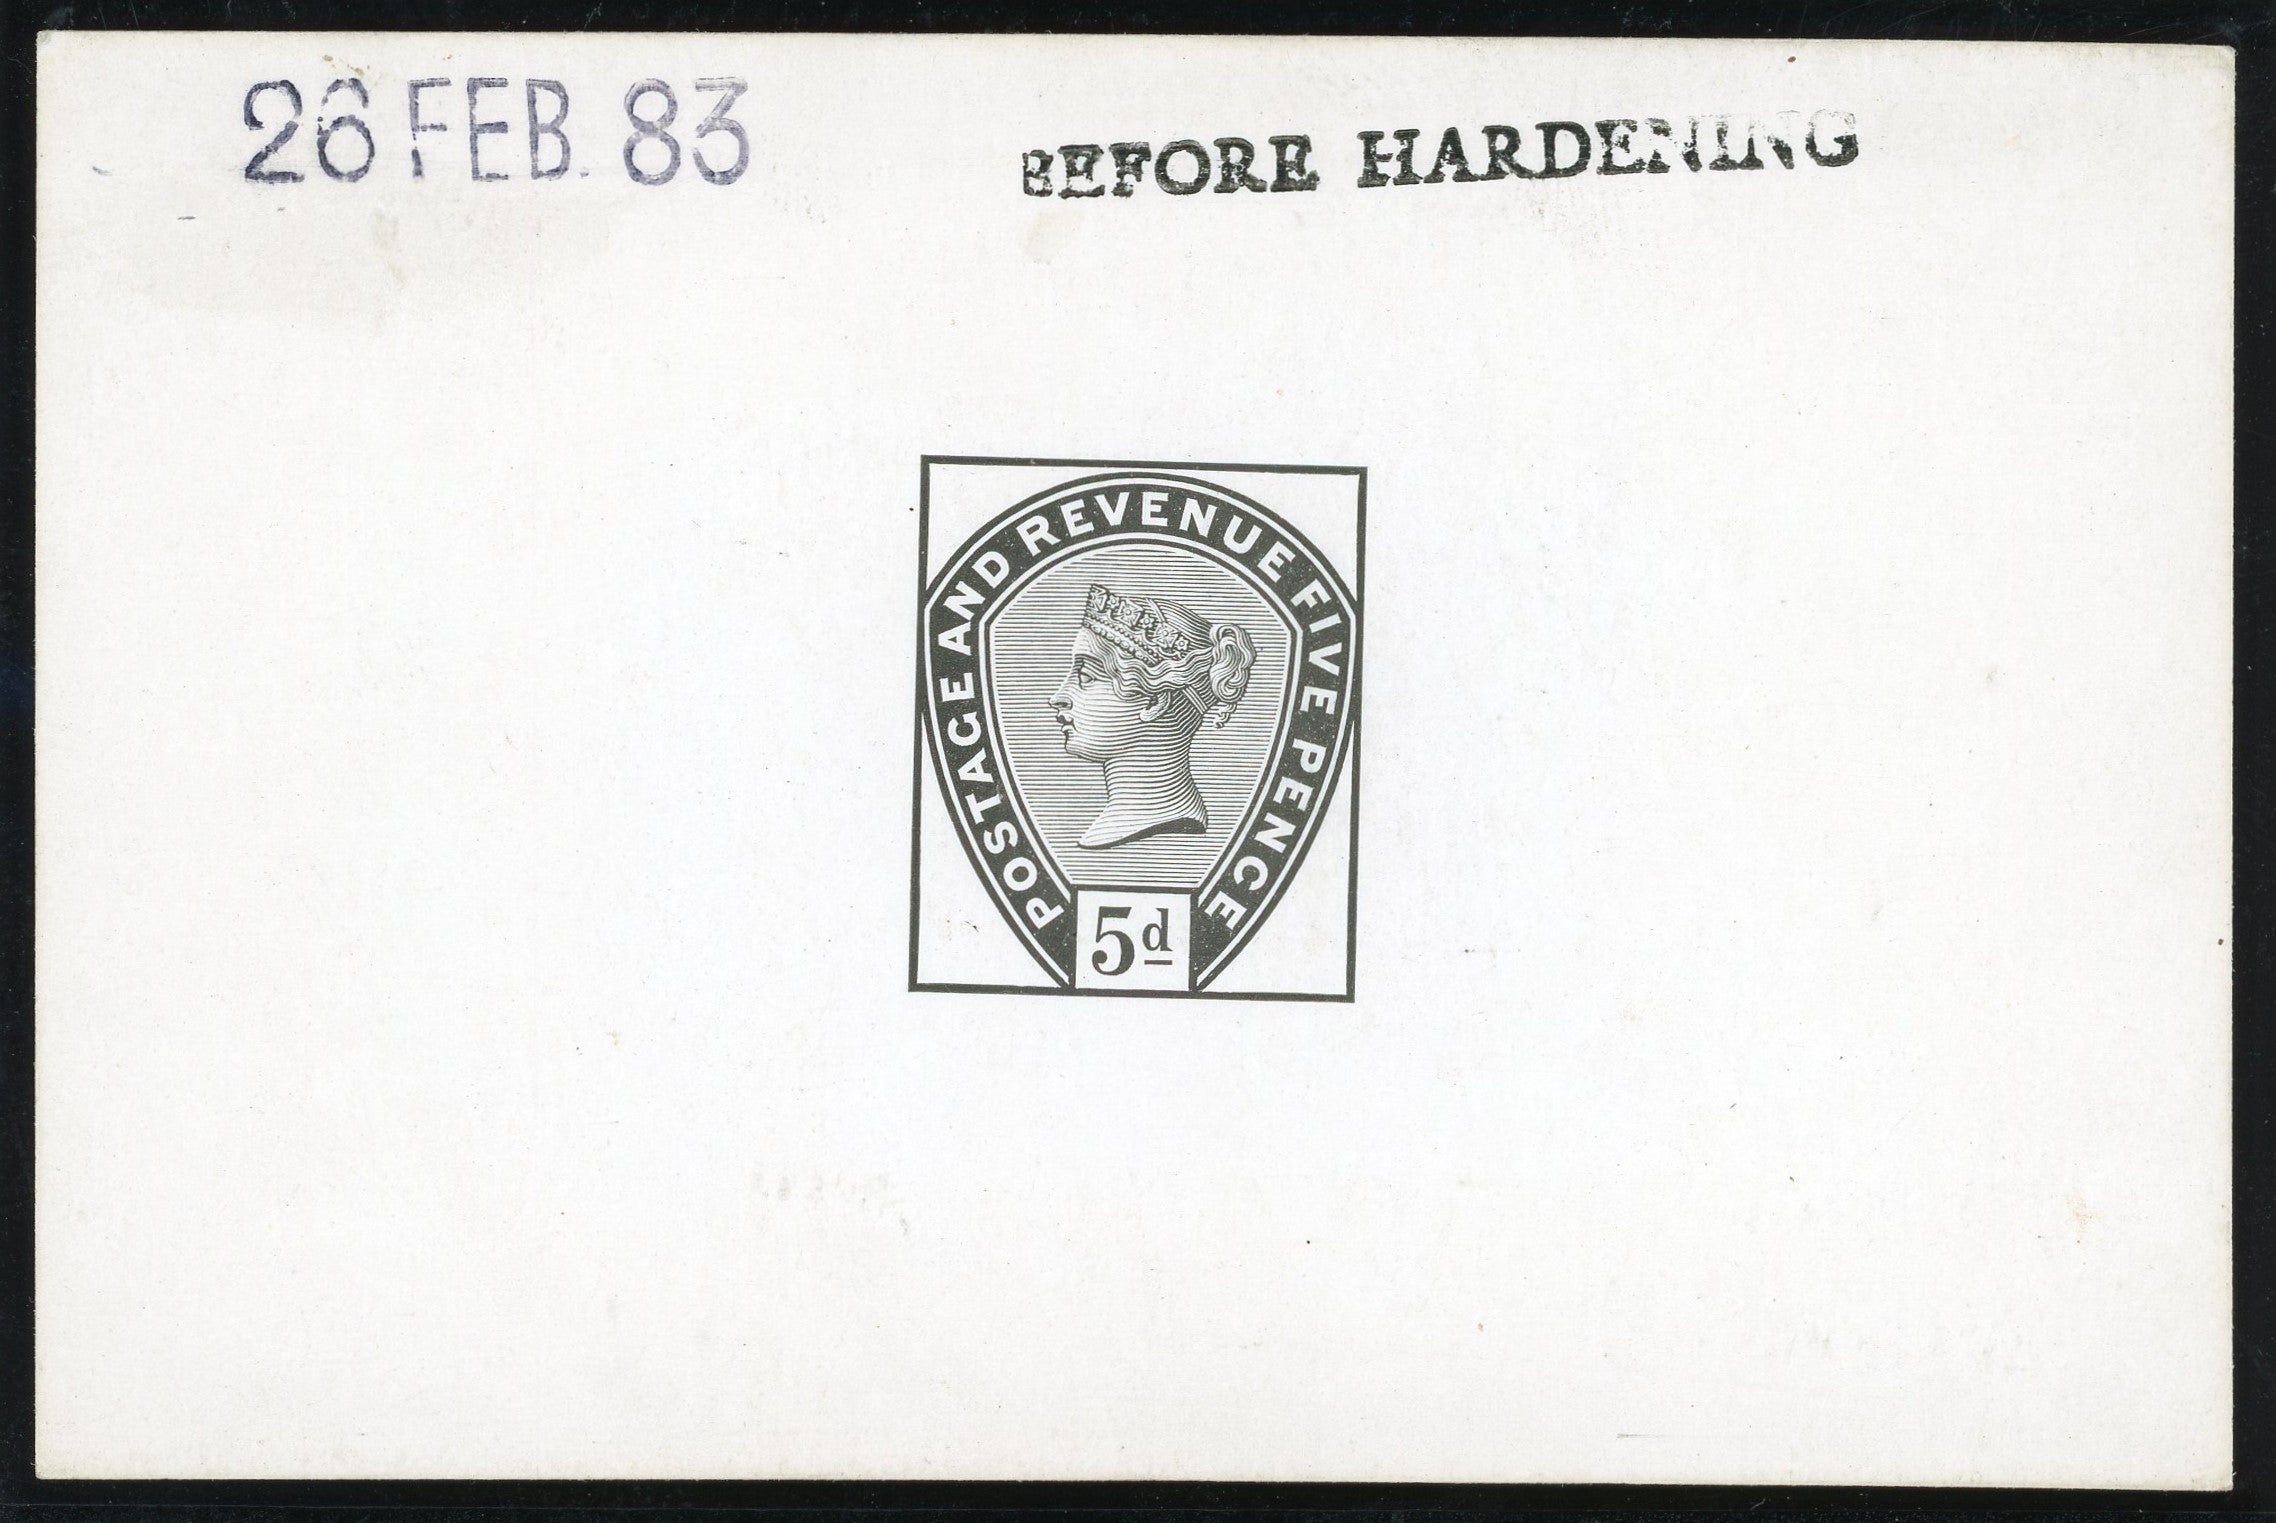 26 FEB. 83
BEFORE HARDENING
POSTAGE AND REVENUE FIVE PENCE
5d